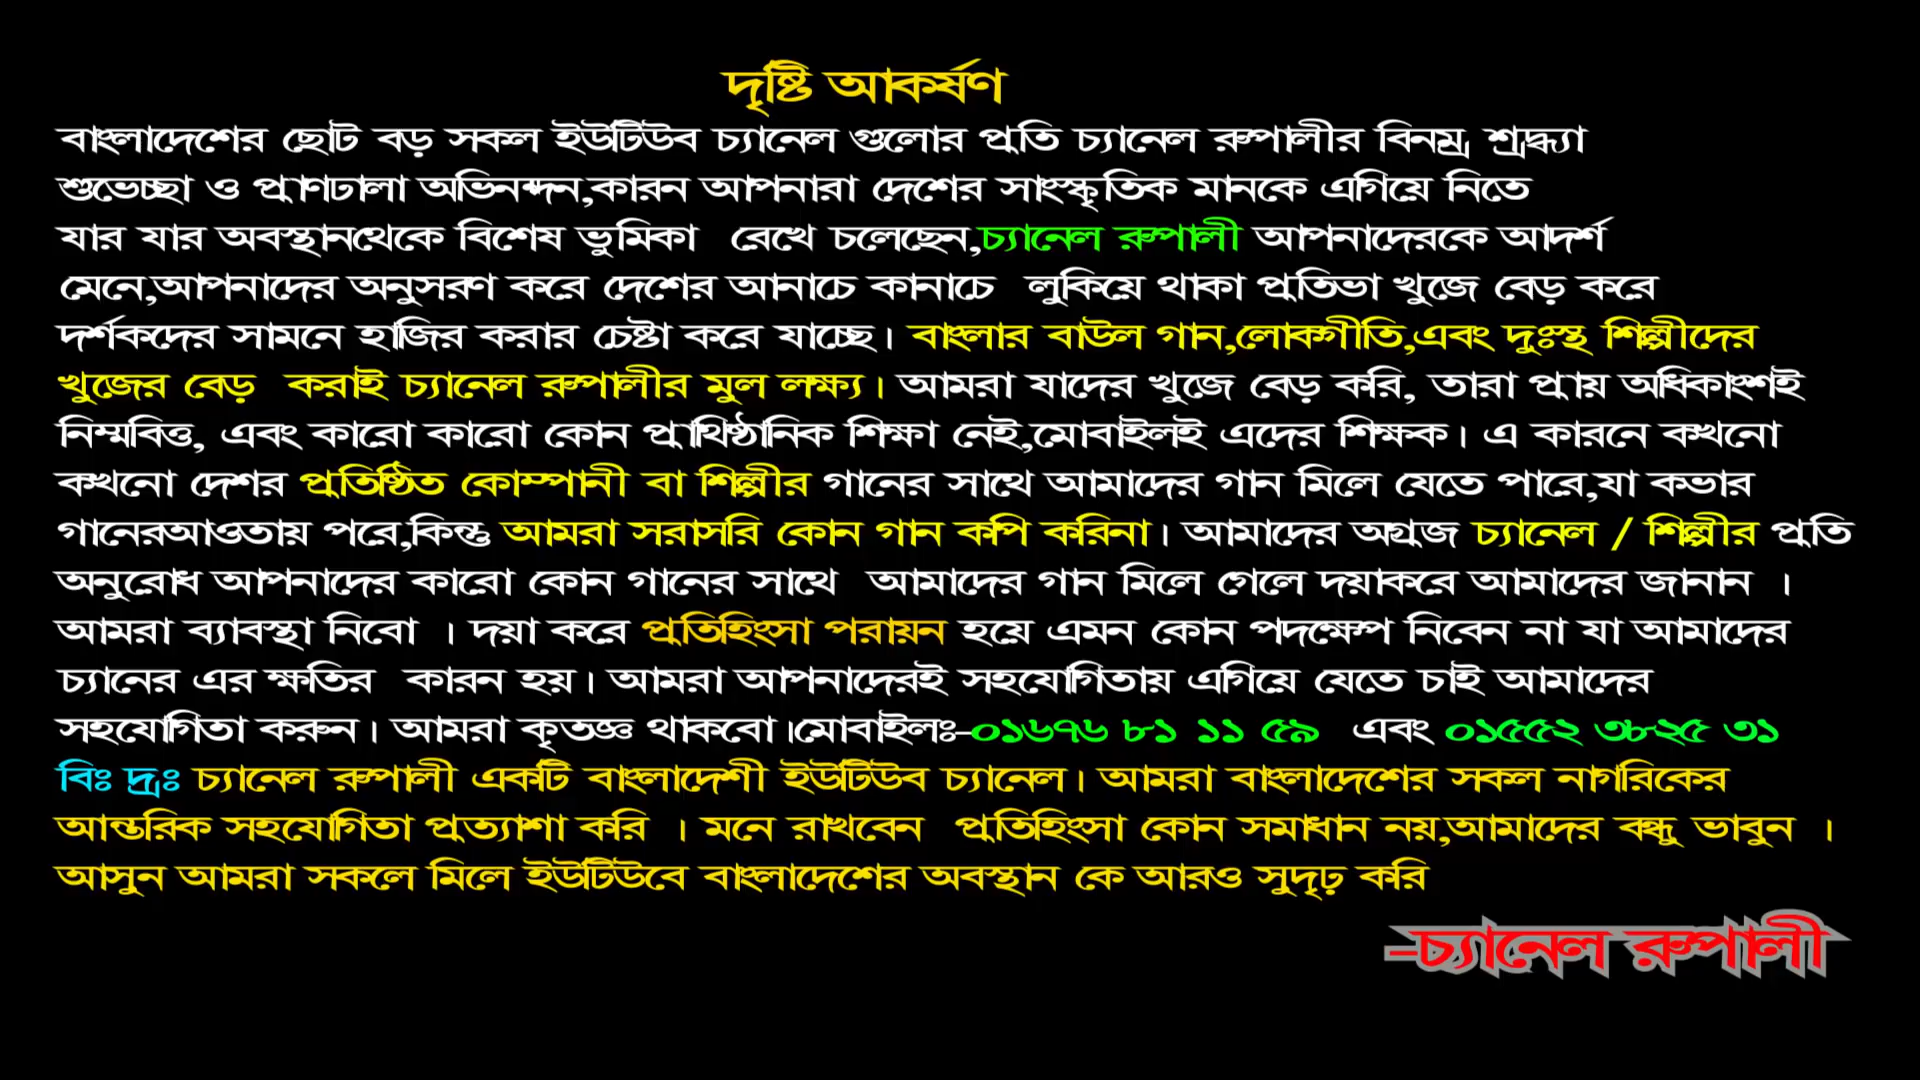 দৃষ্টি আকর্ষণ
বাংলাদেশের ছোট বড় সকল ইউটিউব চ্যানেল গুলোর প্রতি চ্যানেল রুপালীর বিনম্র শ্রদ্ধ্যা
শুভেচ্ছা ও প্রাণঢালা অভিনন্দন,কারন আপনারা দেশের সাংস্কৃতিক মানকে এগিয়ে নিতে
যার যার অবস্থানথেকে বিশেষ ভুমিকা রেখে চলেছেন,চ্যানেল রুপালী আপনাদেরকে আদর্শ
মেনে,আপনাদের অনুসরণ করে দেশের আনাচে কানাচে লুকিয়ে থাকা প্রতিভা খুজে বেড় করে
দর্শকদের সামনে হাজির করার চেষ্টা করে যাচ্ছে। বাংলার বাউল গান,লোকগীতি,এবং দুঃস্থ শিল্পীদের
খুজের বেড় করাই চ্যানেল রুপালীর মুল লক্ষ্য। আমরা যাদের খুজে বেড় করি, তারা প্রায় অধিকাংশই
নিম্মবিত্ত, এবং কারো কারো কোন প্রাথিষ্ঠানিক শিক্ষা নেই,মোবাইলই এদের শিক্ষক। এ কারনে কখনো
কখনো দেশর প্রতিষ্ঠিত কোম্পানী বা শিল্পীর গানের সাথে আমাদের গান মিলে যেতে পারে,যা কভার
গানেরআওতায় পরে,কিন্তু আমরা সরাসরি কোন গান কপি করিনা। আমাদের অগ্রজ চ্যানেল / শিল্পীর প্রতি
অনুরোধ আপনাদের কারো কোন গানের সাথে আমাদের গান মিলে গেলে দয়াকরে আমাদের জানান ।
আমরা ব্যাবস্থা নিবো । দয়া করে প্রতিহিংসা পরায়ন হয়ে এমন কোন পদক্ষেপ নিবেন না যা আমাদের
চ্যানের এর ক্ষতির কারন হয়। আমরা আপনাদেরই সহযোগিতায় এগিয়ে যেতে চাই আমাদের
সহযোগিতা করুন। আমরা কৃতজ্ঞ থাকবো।মোবাইলঃ-০১৬৭৬ ৮১ ১১ ৫৯ এবং ০১৫৫২ ৩৮২৫ ৩১
বিঃ দ্রঃ চ্যানেল রুপালী একটি বাংলাদেশী ইউটিউব চ্যানেল। আমরা বাংলাদেশের সকল নাগরিকের
আন্তরিক সহযোগিতা প্রত্যাশা করি । মনে রাখবেন প্রতিহিংসা কোন সমাধান নয়,আমাদের বন্ধু ভাবুন ।
আসুন আমরা সকলে মিলে ইউটিউবে বাংলাদেশের অবস্থান কে আরও সুদৃঢ় করি
-চ্যানেল রুপালী